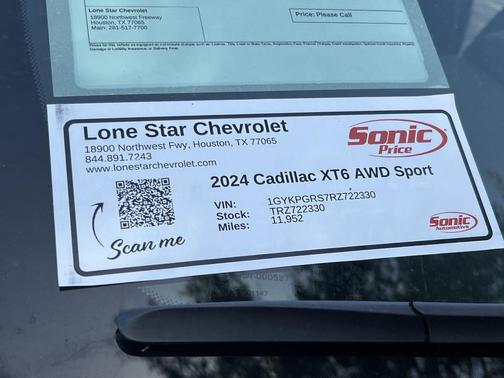 Lone Star Chevrolet
18900 Northwest Freeway
Houston, TX 77065
Main: 281-517-7700
Price: Please Call
Lone Star Chevrolet
18900 Northwest Fwy, Houston, TX 77065
844.891.7243
www.lonestarchevrolet.com
Sonic
Price
2024 Cadillac XT6 AWD Sport
VIN: 1GYKPGRS7RZ722330
Stock: TRZ722330
Miles: 11,952
Scan me
Sonic
Automotive